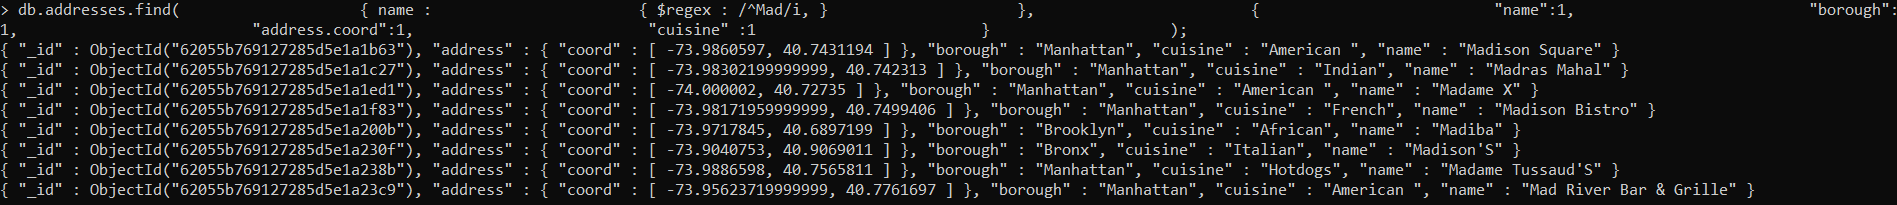 > db.addresses.find( { name : { $regex : /^Mad/i, } }, { "name":1, "borough":
1, "address.coord":1, "cuisine" :1 } );
{ "_id" : ObjectId("62055b769127285d5e1a1b63"), "address" : { "coord" : [ -73.9860597, 40.7431194 ] }, "borough" : "Manhattan", "cuisine" : "American ", "name" : "Madison Square" }
{ "_id" : ObjectId("62055b769127285d5e1a1c27"), "address" : { "coord" : [ -73.98302199999999, 40.742313 ] }, "borough" : "Manhattan", "cuisine" : "Indian", "name" : "Madras Mahal" }
{ "_id" : ObjectId("62055b769127285d5e1a1ed1"), "address" : { "coord" : [ -74.000002, 40.72735 ] }, "borough" : "Manhattan", "cuisine" : "American ", "name" : "Madame X" }
{ "_id" : ObjectId("62055b769127285d5e1a1f83"), "address" : { "coord" : [ -73.98171959999999, 40.7499406 ] }, "borough" : "Manhattan", "cuisine" : "French", "name" : "Madison Bistro" }
{ "_id" : ObjectId("62055b769127285d5e1a200b"), "address" : { "coord" : [ -73.9717845, 40.6897199 ] }, "borough" : "Brooklyn", "cuisine" : "African", "name" : "Madiba" }
{ "_id" : ObjectId("62055b769127285d5e1a230f"), "address" : { "coord" : [ -73.9040753, 40.9069011 ] }, "borough" : "Bronx", "cuisine" : "Italian", "name" : "Madison'S" }
{ "_id" : ObjectId("62055b769127285d5e1a238b"), "address" : { "coord" : [ -73.9886598, 40.7565811 ] }, "borough" : "Manhattan", "cuisine" : "Hotdogs", "name" : "Madame Tussaud'S" }
{ "_id" : ObjectId("62055b769127285d5e1a23c9"), "address" : { "coord" : [ -73.95623719999999, 40.7761697 ] }, "borough" : "Manhattan", "cuisine" : "American ", "name" : "Mad River Bar & Grille" }